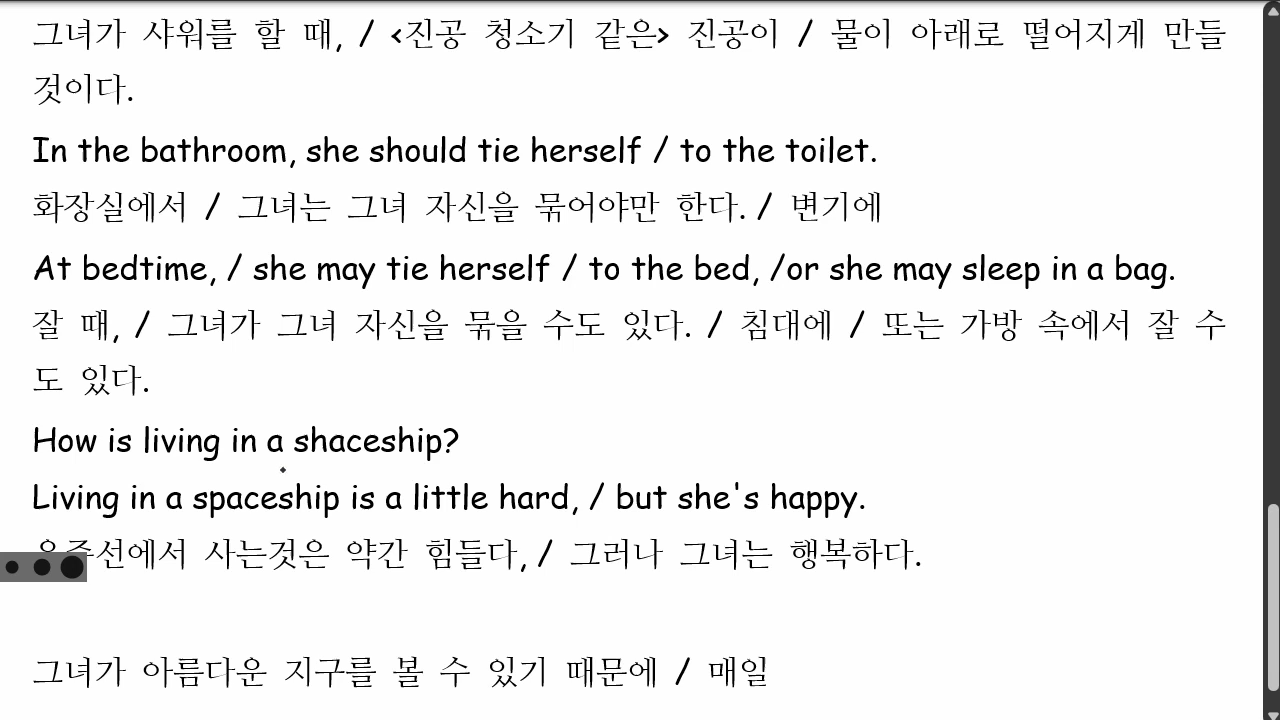 그녀가 샤워를 할 때, / <진공 청소기 같은> 진공이 / 물이 아래로 떨어지게 만들
것이다.
In the bathroom, she should tie herself / to the toilet.
화장실에서 / 그녀는 그녀 자신을 묶어야만 한다. / 변기에
At bedtime, / she may tie herself / to the bed, /or she may sleep in a bag.
잘 때, / 그녀가 그녀 자신을 묶을 수도 있다. / 침대에 / 또는 가방 속에서 잘 수
도 있다.
How is living in a shaceship?
Living in a spaceship is a little hard, / but she's happy.
우주선에서 사는것은 약간 힘들다, / 그러나 그녀는 행복하다.
그녀가 아름다운 지구를 볼 수 있기 때문에 / 매일